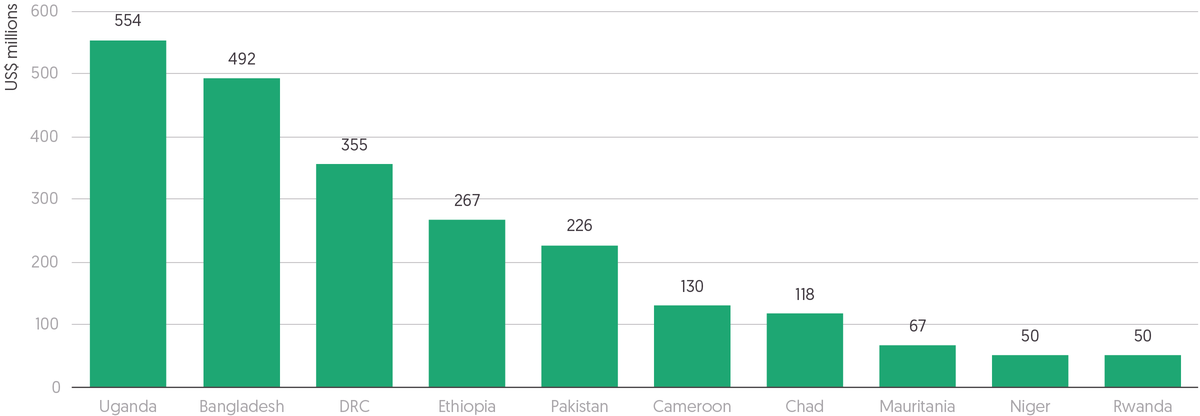 US$ millions
600
500
400
300
200
100
0
554
492
355
267
226
130
118
67
50
50
Uganda
Bangladesh
DRC
Ethiopia
Pakistan
Cameroon
Chad
Mauritania
Niger
Rwanda